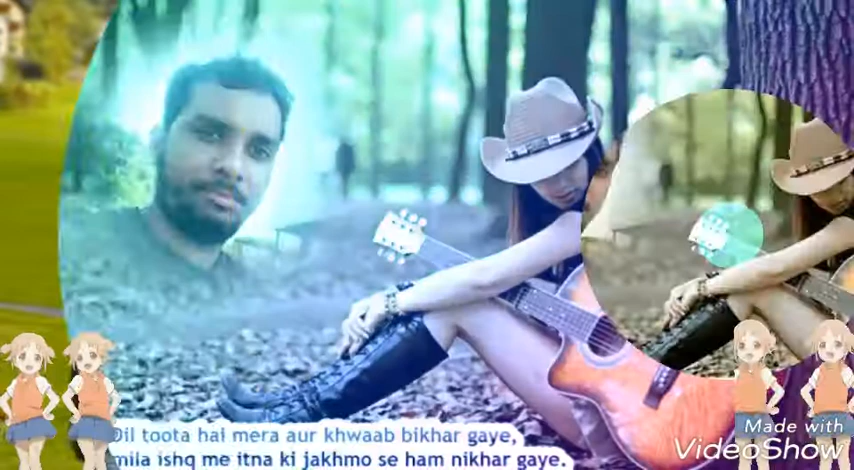 Dil toota hai mera aur khwaab bikhar gaye,
mila ishq me itna ki jakhmo se ham nikhar gaye.
Made with
VideoShow